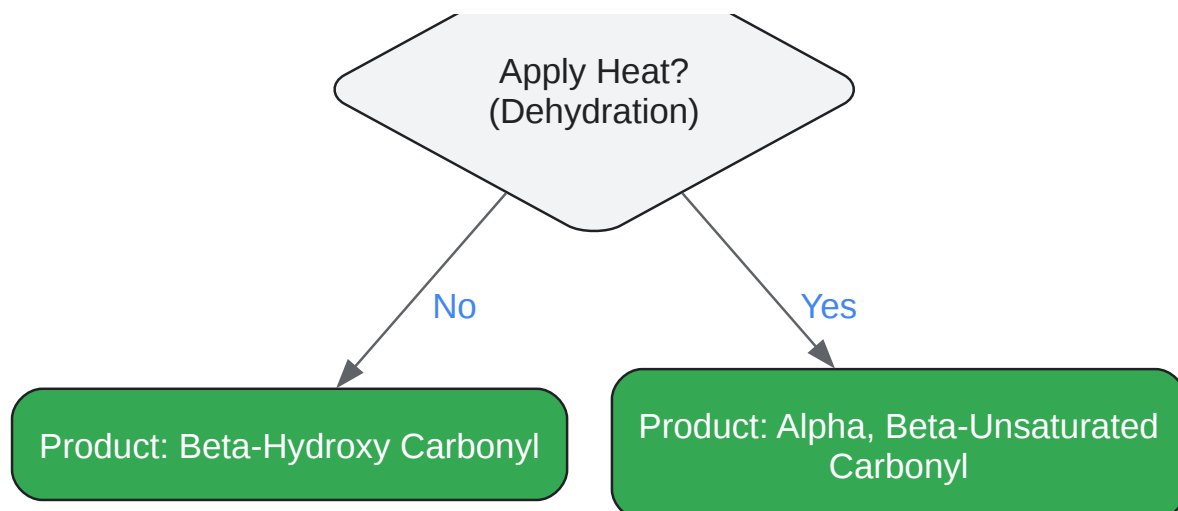 Apply Heat?
(Dehydration)
No
Yes
Product: Beta-Hydroxy Carbonyl
Product: Alpha, Beta-Unsaturated
Carbonyl